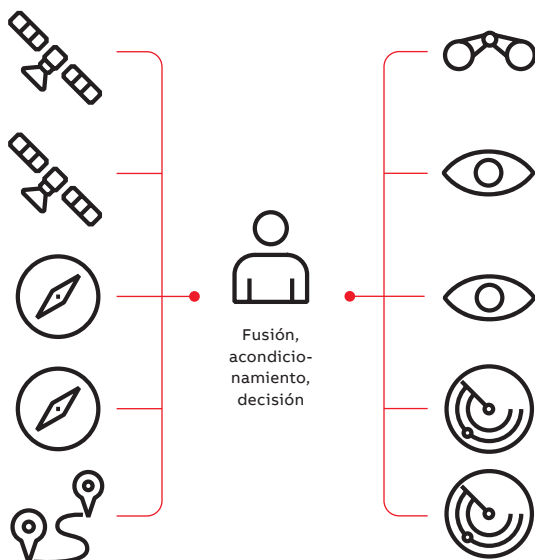 Fusión,
acondicio-
namiento,
decisión